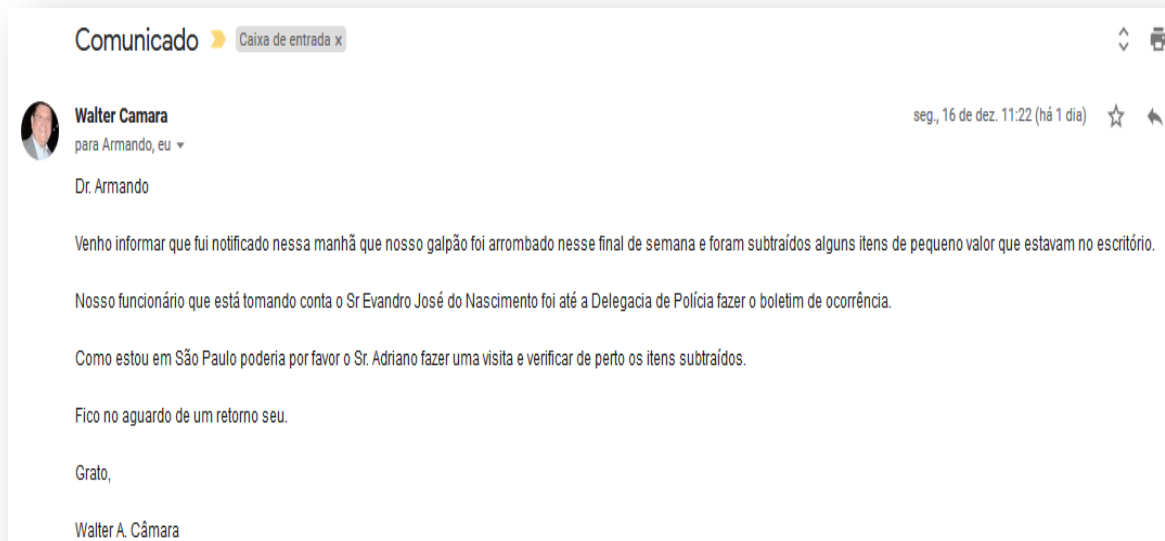 Comunicado Caixa de entrada x
Walter Camara seg., 16 de dez. 11:22 (há 1 dia)
para Armando, eu
Dr. Armando
Venho informar que fui notificado nessa manhã que nosso galpão foi arrombado nesse final de semana e foram subtraídos alguns itens de pequeno valor que estavam no escritório.
Nosso funcionário que está tomando conta o Sr Evandro José do Nascimento foi até a Delegacia de Polícia fazer o boletim de ocorrência.
Como estou em São Paulo poderia por favor o Sr. Adriano fazer uma visita e verificar de perto os itens subtraídos.
Fico no aguardo de um retorno seu.
Grato,
Walter A. Câmara